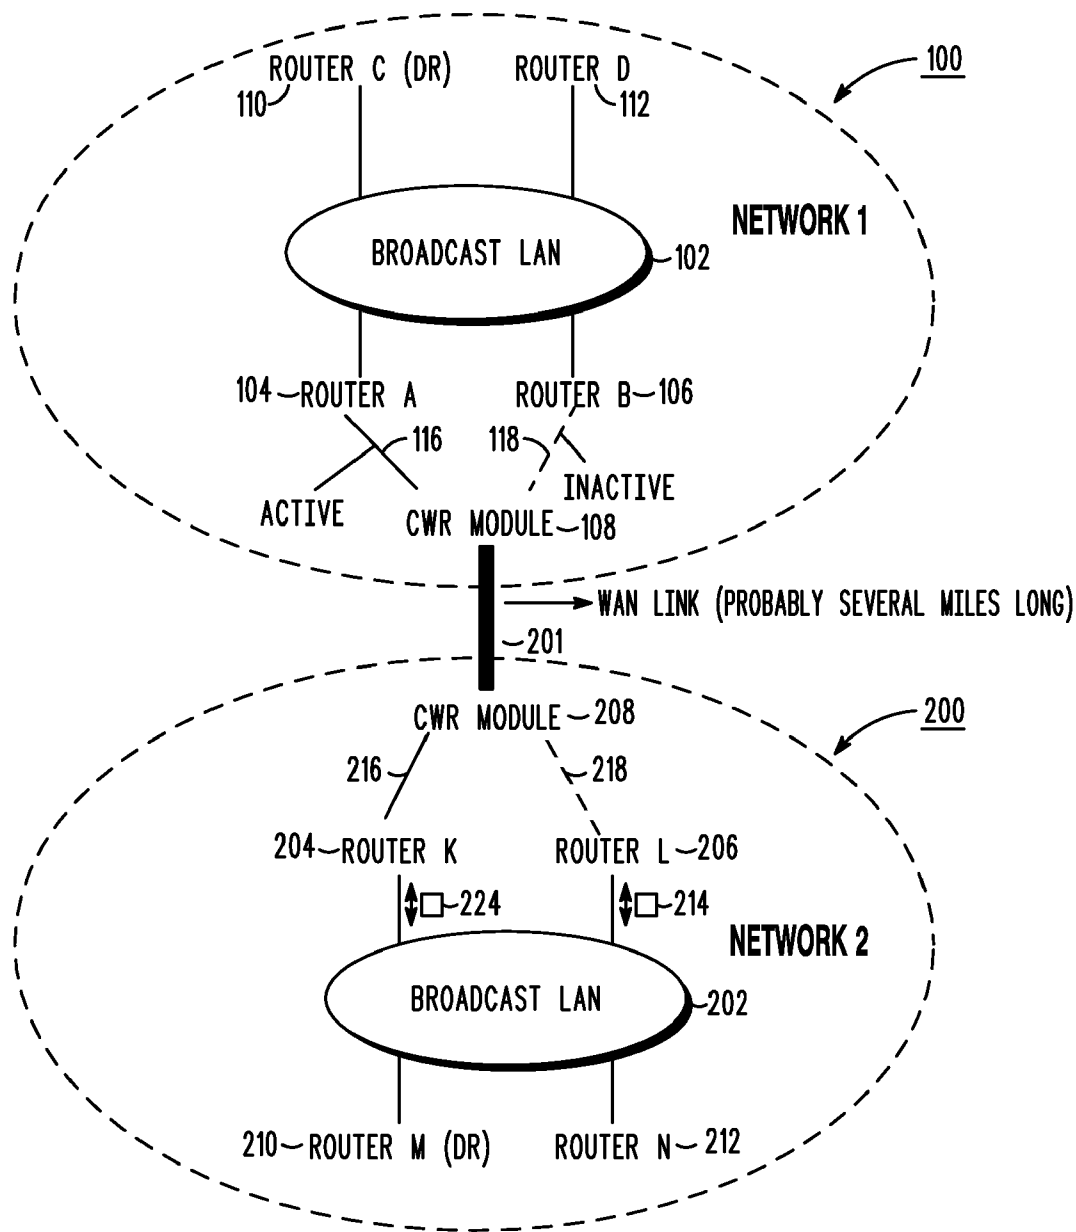 ROUTER C (DR)
110
ROUTER D
112
100
NETWORK 1
BROADCAST LAN
102
104
ROUTER A
ROUTER B
106
116
118
ACTIVE
INACTIVE
CWR MODULE
108
WAN LINK (PROBABLY SEVERAL MILES LONG)
201
CWR MODULE
208
200
216
218
204
ROUTER K
ROUTER L
206
224
214
NETWORK 2
BROADCAST LAN
202
210
ROUTER M (DR)
ROUTER N
212